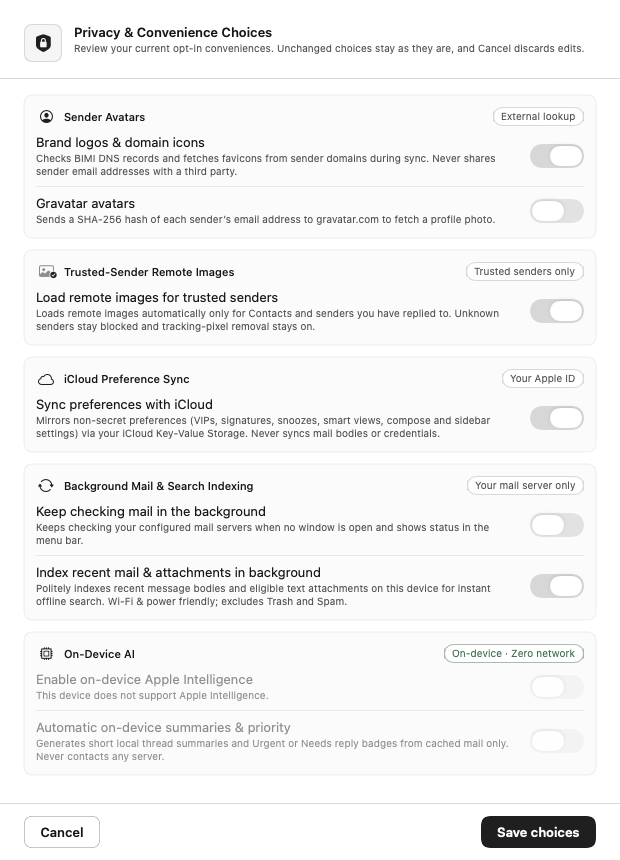 Privacy & Convenience Choices
Review your current opt-in conveniences. Unchanged choices stay as they are, and Cancel discards edits.
Sender Avatars
External lookup
Brand logos & domain icons
Checks BIMI DNS records and fetches favicons from sender domains during sync. Never shares
sender email addresses with a third party.
Gravatar avatars
Sends a SHA-256 hash of each sender's email address to gravatar.com to fetch a profile photo.
Trusted-Sender Remote Images
Trusted senders only
Load remote images for trusted senders
Loads remote images automatically only for Contacts and senders you have replied to. Unknown
senders stay blocked and tracking-pixel removal stays on.
iCloud Preference Sync
Your Apple ID
Sync preferences with iCloud
Mirrors non-secret preferences (VIPs, signatures, snoozes, smart views, compose and sidebar
settings) via your iCloud Key-Value Storage. Never syncs mail bodies or credentials.
Background Mail & Search Indexing
Your mail server only
Keep checking mail in the background
Keeps checking your configured mail servers when no window is open and shows status in the
menu bar.
Index recent mail & attachments in background
Politely indexes recent message bodies and eligible text attachments on this device for instant
offline search. Wi-Fi & power friendly; excludes Trash and Spam.
On-Device AI
On-device · Zero network
Enable on-device Apple Intelligence
This device does not support Apple Intelligence.
Automatic on-device summaries & priority
Generates short local thread summaries and Urgent or Needs reply badges from cached mail only.
Never contacts any server.
Cancel
Save choices